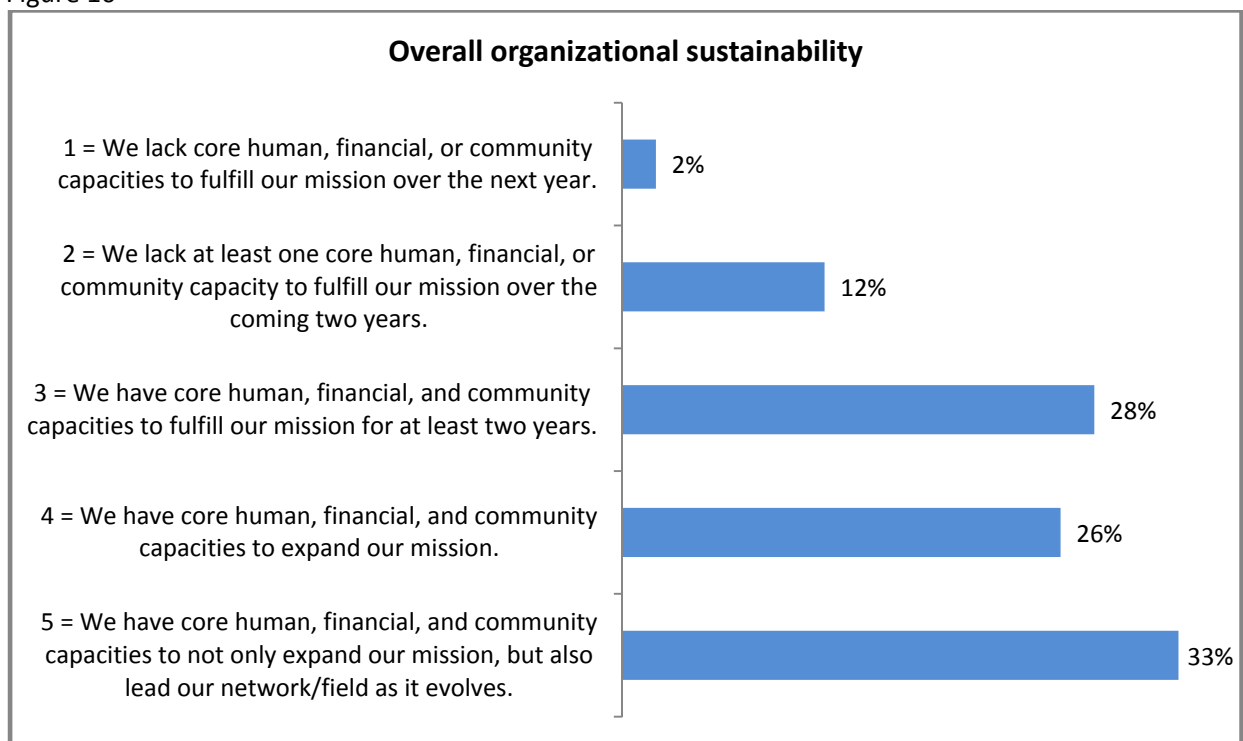 Overall organizational sustainability
1 = We lack core human, financial, or community
capacities to fulfill our mission over the next year.
2%
2 = We lack at least one core human, financial, or
community capacity to fulfill our mission over the
coming two years.
12%
3 = We have core human, financial, and community
capacities to fulfill our mission for at least two years.
28%
4 = We have core human, financial, and community
capacities to expand our mission.
26%
5 = We have core human, financial, and community
capacities to not only expand our mission, but also
lead our network/field as it evolves.
33%